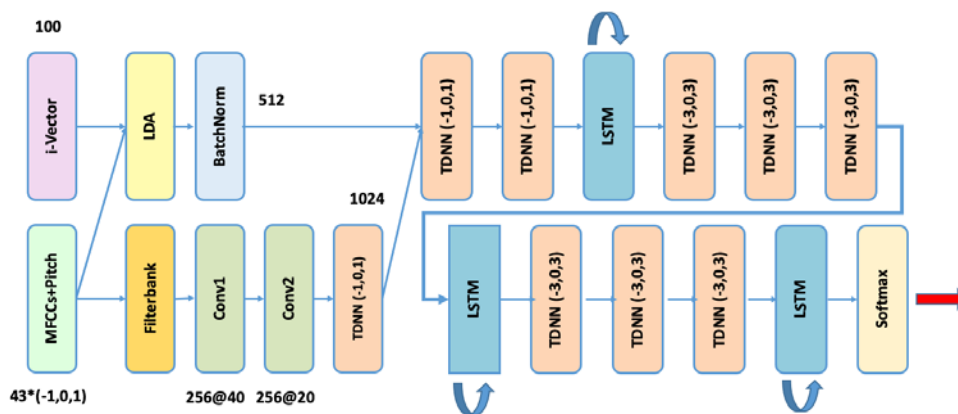 100
i-Vector
LDA
BatchNorm
512
TDNN (-1,0,1)
TDNN (-1,0,1)
LSTM
TDNN (-3,0,3)
TDNN (-3,0,3)
TDNN (-3,0,3)
1024
MFCCs+Pitch
Filterbank
Conv1
Conv2
TDNN (-1,0,1)
LSTM
TDNN (-3,0,3)
TDNN (-3,0,3)
TDNN (-3,0,3)
LSTM
Softmax
43*(-1,0,1)
256@40
256@20